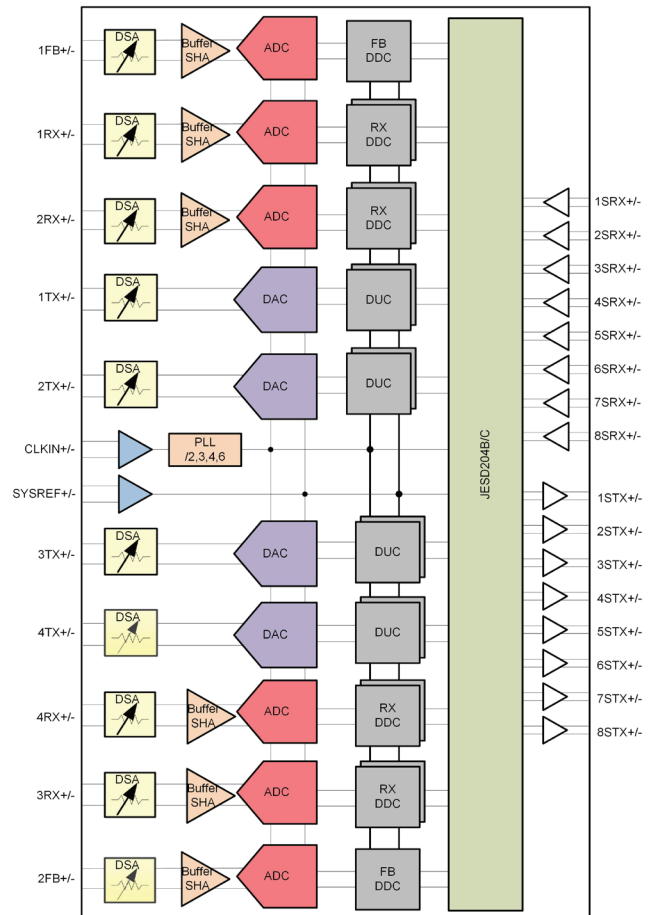 1FB+/-
DSA
Buffer
SHA
ADC
FB
DDC
1RX+/-
DSA
Buffer
SHA
ADC
RX
DDC
2RX+/-
DSA
Buffer
SHA
ADC
RX
DDC
1TX+/-
DSA
DAC
DUC
2TX+/-
DSA
DAC
DUC
CLKIN+/-
PLL
/2,3,4,6
SYSREF+/-
3TX+/-
DSA
DAC
DUC
4TX+/-
DSA
DAC
DUC
4RX+/-
DSA
Buffer
SHA
ADC
RX
DDC
3RX+/-
DSA
Buffer
SHA
ADC
RX
DDC
2FB+/-
DSA
Buffer
SHA
ADC
FB
DDC
JESD204B/C
1SRX+/-
2SRX+/-
3SRX+/-
4SRX+/-
5SRX+/-
6SRX+/-
7SRX+/-
8SRX+/-
1STX+/-
2STX+/-
3STX+/-
4STX+/-
5STX+/-
6STX+/-
7STX+/-
8STX+/-